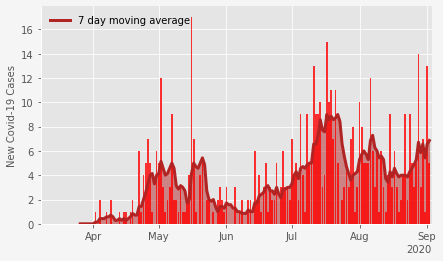 7 day moving average
New Covid-19 Cases
16
14
12
10
8
6
4
2
0
Apr
May
Jun
Jul
Aug
Sep
2020